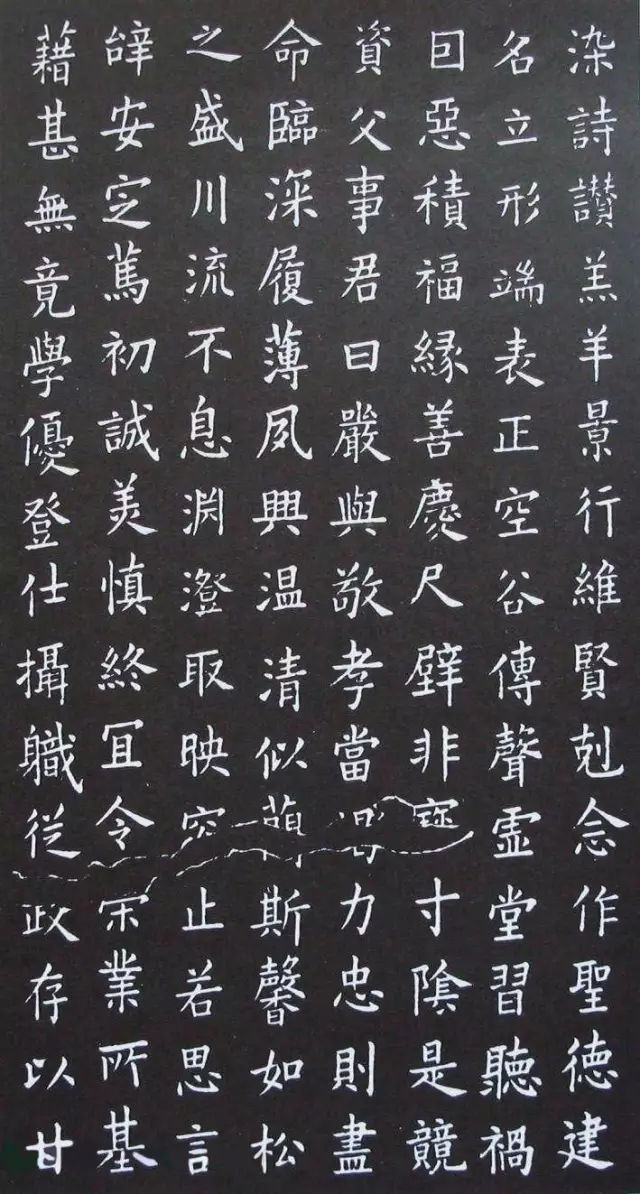 染詩讃羔羊景行維賢剋念作聖德建
名立形端表正空谷傳聲虛堂習聽禍
因惡積福緣善慶尺璧非寶寸陰是競
資父事君曰嚴與敬孝當竭力忠則盡
命臨深履薄夙興温清似蘭斯馨如松
之盛川流不息淵澄取映容止若思言
辭安定篤初誠美慎終宜令榮業所基
藉甚無竟學優登仕攝職從政存以甘